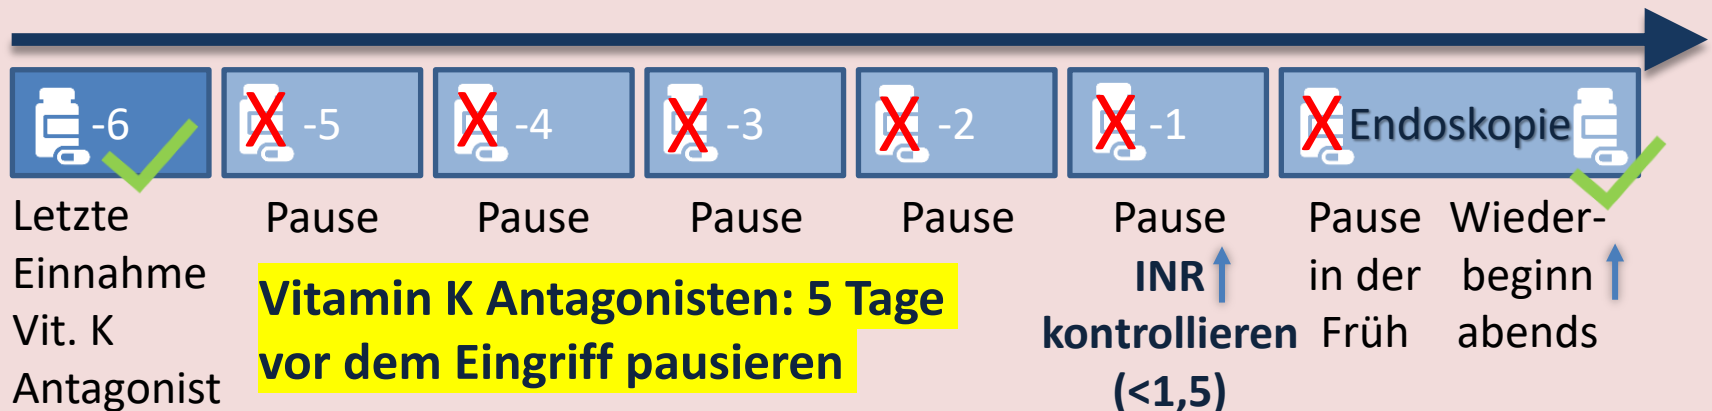 -6
-5
-4
-3
-2
-1
Endoskopie
Letzte
Einnahme
Vit. K
Antagonist
Pause
Pause
Pause
Pause
Vitamin K Antagonisten: 5 Tage
vor dem Eingriff pausieren
Pause
INR
kontrollieren
(<1,5)
Pause
in der
Früh
Wieder-
beginn
abends